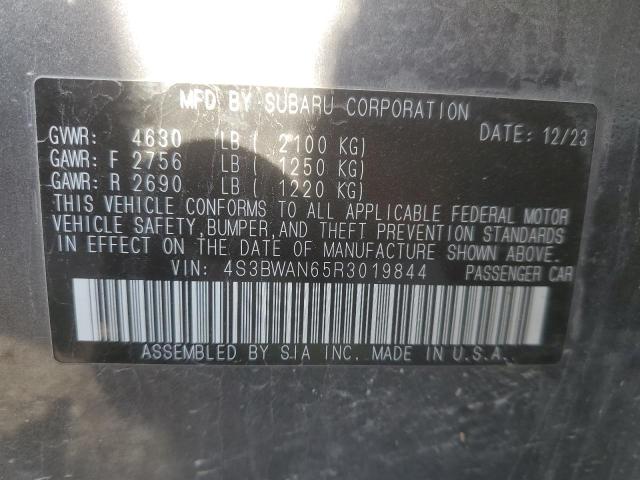 MFD BY SUBARU CORPORATION
GVWR: 4630 LB ( 2100 KG) DATE: 12/23
GAWR: F 2756 LB ( 1250 KG)
GAWR: R 2690 LB ( 1220 KG)
THIS VEHICLE CONFORMS TO ALL APPLICABLE FEDERAL MOTOR
VEHICLE SAFETY, BUMPER, AND THEFT PREVENTION STANDARDS
IN EFFECT ON THE DATE OF MANUFACTURE SHOWN ABOVE.
VIN: 4S3BWAN65R3019844 PASSENGER CAR
ASSEMBLED BY SIA INC. MADE IN U.S.A.